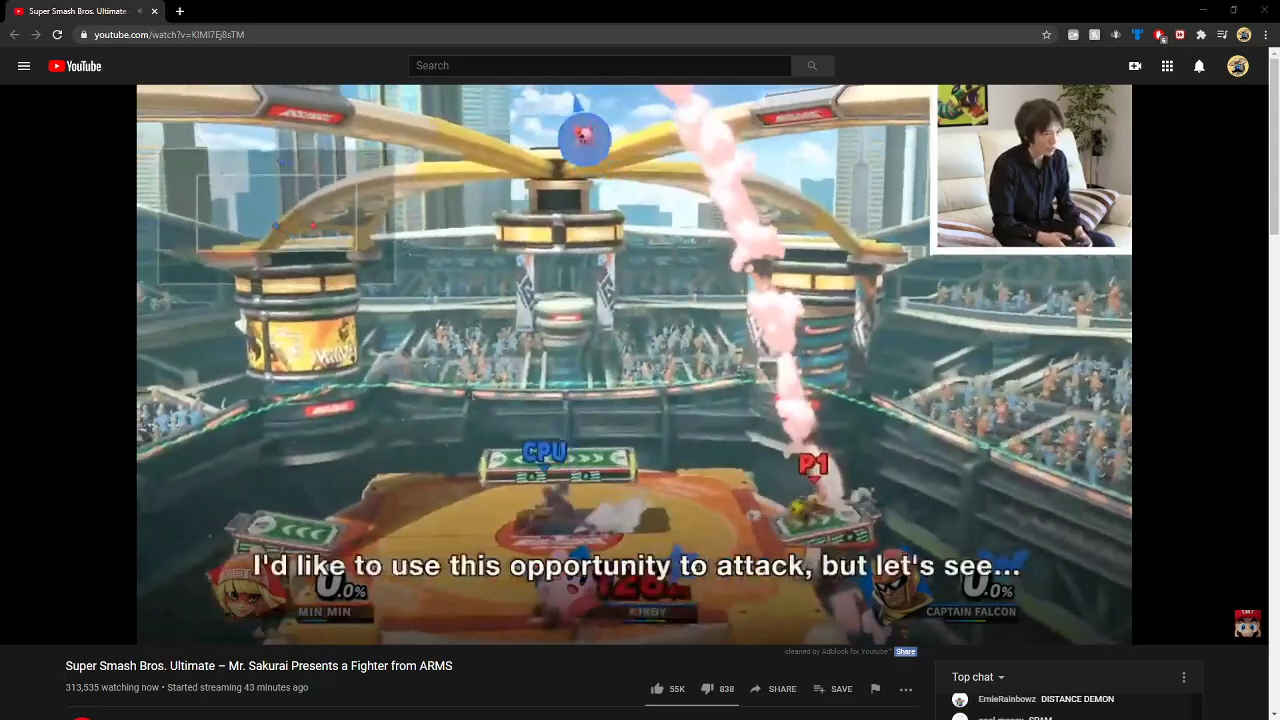 Super Smash Bros. Ultimate
youtube.com/watch?v=KIMI7Ej8sTM
6
YouTube
Search
CPU
P1
I'd like to use this opportunity to attack, but let's see...
0.0%
MIN MIN
KIRBY
0.0%
CAPTAIN FALCON
cleaned by Adblock for Youtube™ Share
Super Smash Bros. Ultimate – Mr. Sakurai Presents a Fighter from ARMS
313,535 watching now • Started streaming 43 minutes ago
55K
838
SHARE
SAVE
Top chat
ErnieRainbowz DISTANCE DEMON